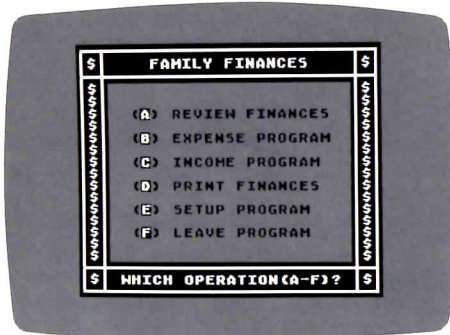 $ FAMILY FINANCES $
(A) REVIEW FINANCES
(B) EXPENSE PROGRAM
(C) INCOME PROGRAM
(D) PRINT FINANCES
(E) SETUP PROGRAM
(F) LEAVE PROGRAM
$ WHICH OPERATION(A-F)? $